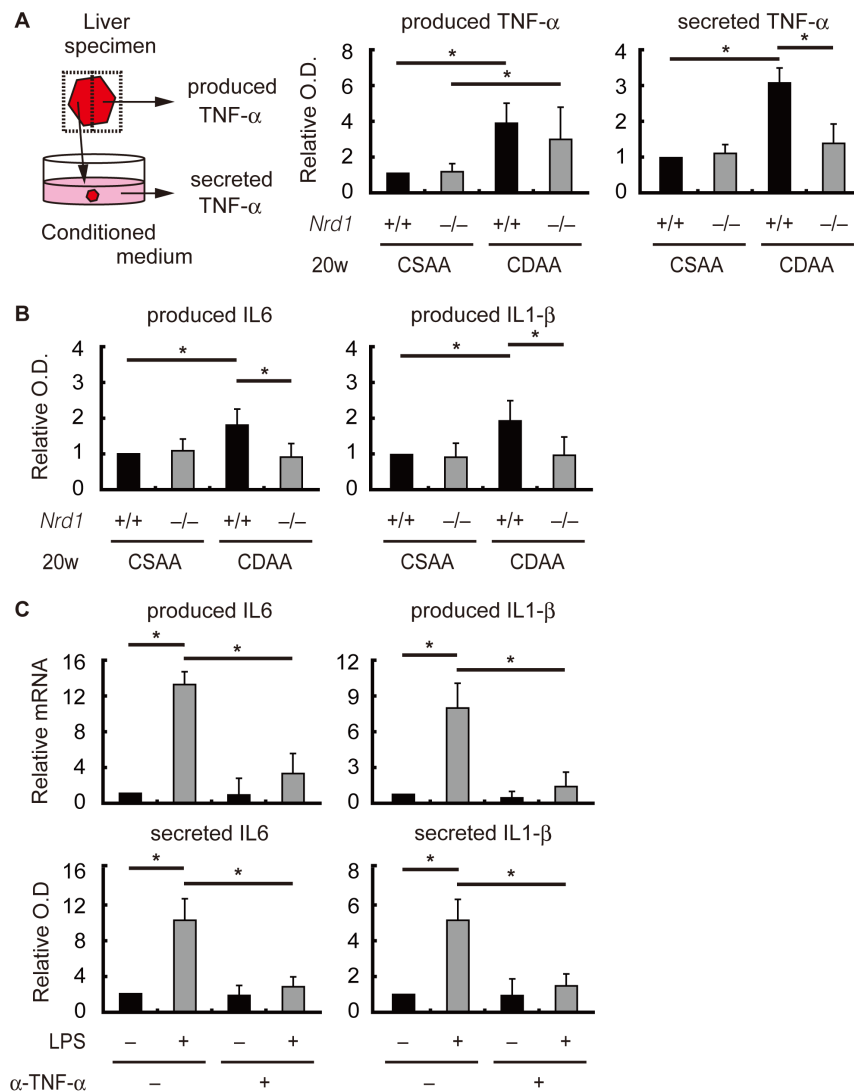 A
Liver
specimen
produced
TNF-α
secreted
TNF-α
Conditioned
medium
produced TNF-α
Relative O.D.
8
6
4
2
0
*
*
Nrd1 +/+ –/– +/+ –/–
20w CSAA CDAA
secreted TNF-α
4
3
2
1
0
*
*
+/+ –/– +/+ –/–
CSAA CDAA
B
produced IL6
Relative O.D.
4
3
2
1
0
*
*
Nrd1 +/+ –/– +/+ –/–
20w CSAA CDAA
produced IL1-β
4
3
2
1
0
*
*
+/+ –/– +/+ –/–
CSAA CDAA
C
produced IL6
Relative mRNA
16
12
8
4
0
*
*
produced IL1-β
12
9
6
3
0
*
*
secreted IL6
Relative O.D
16
12
8
4
0
*
*
secreted IL1-β
8
6
4
2
0
*
*
LPS – + – + – + – +
α-TNF-α – + – +